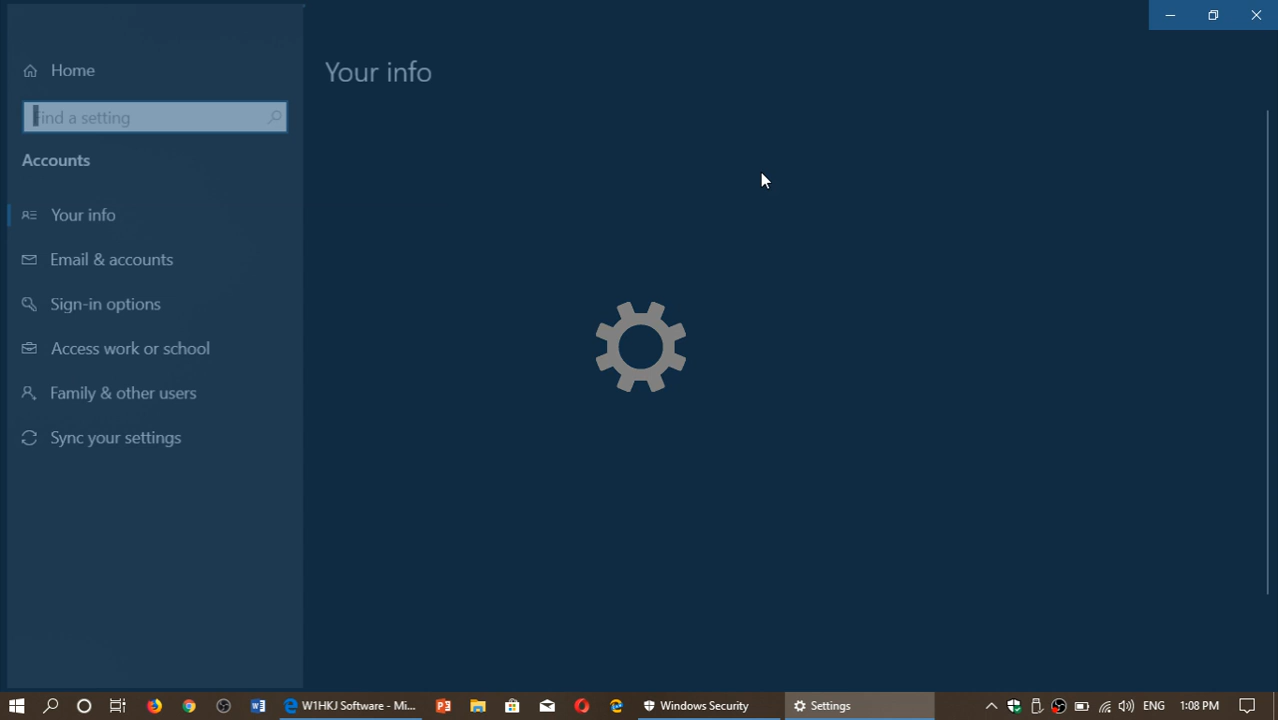 Home
Your info
Find a setting
Accounts
Your info
Email & accounts
Sign-in options
Access work or school
Family & other users
Sync your settings
W1HKJ Software - Mi...
Windows Security
Settings
ENG
1:08 PM